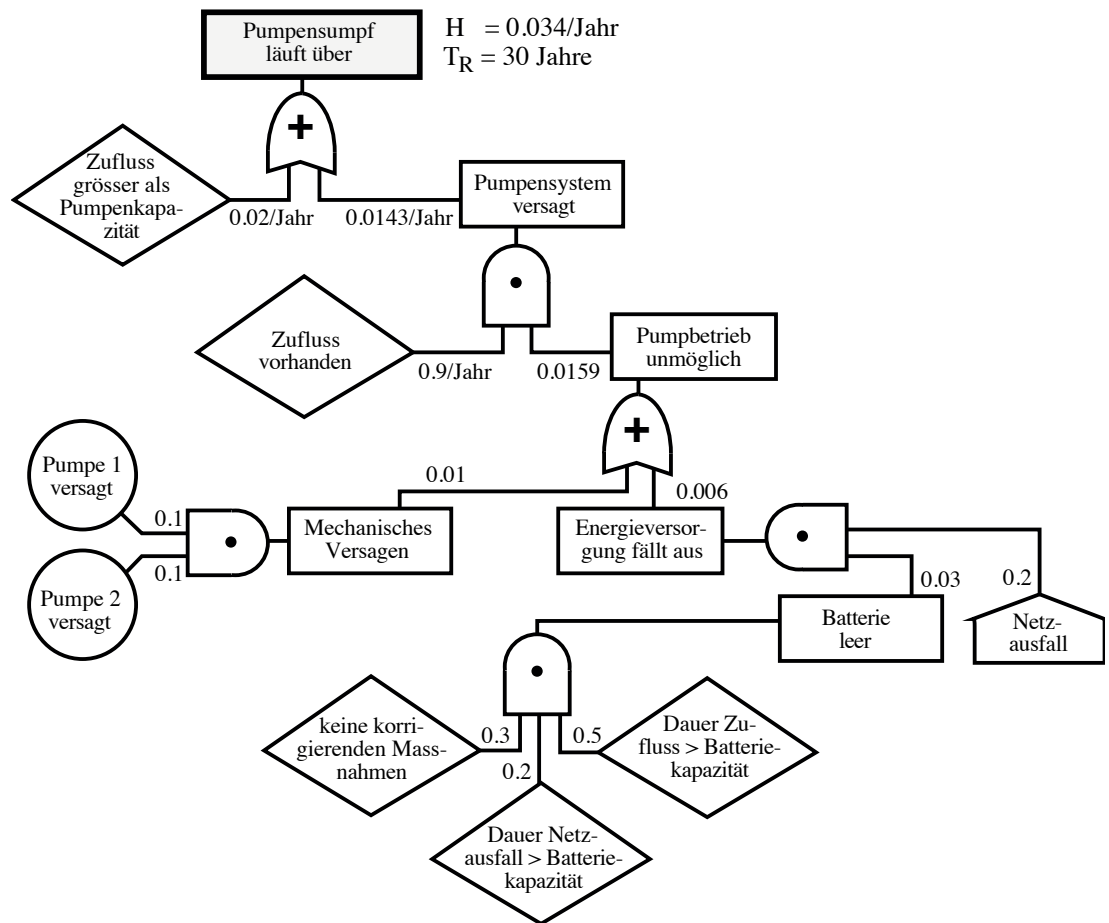 Pumpensumpf
läuft über
H = 0.034/Jahr
TR = 30 Jahre
+
Zufluss
grösser als
Pumpenkapa-
zität
0.02/Jahr
0.0143/Jahr
Pumpensystem
versagt
Zufluss
vorhanden
0.9/Jahr
0.0159
Pumpbetrieb
unmöglich
+
Pumpe 1
versagt
0.1
Pumpe 2
versagt
0.1
Mechanisches
Versagen
0.01
0.006
Energieversor-
gung fällt aus
0.03
0.2
Batterie
leer
Netz-
ausfall
keine korri-
gierenden Mass-
nahmen
0.3
0.2
0.5
Dauer Zu-
fluss > Batterie-
kapazität
Dauer Netz-
ausfall > Batterie-
kapazität